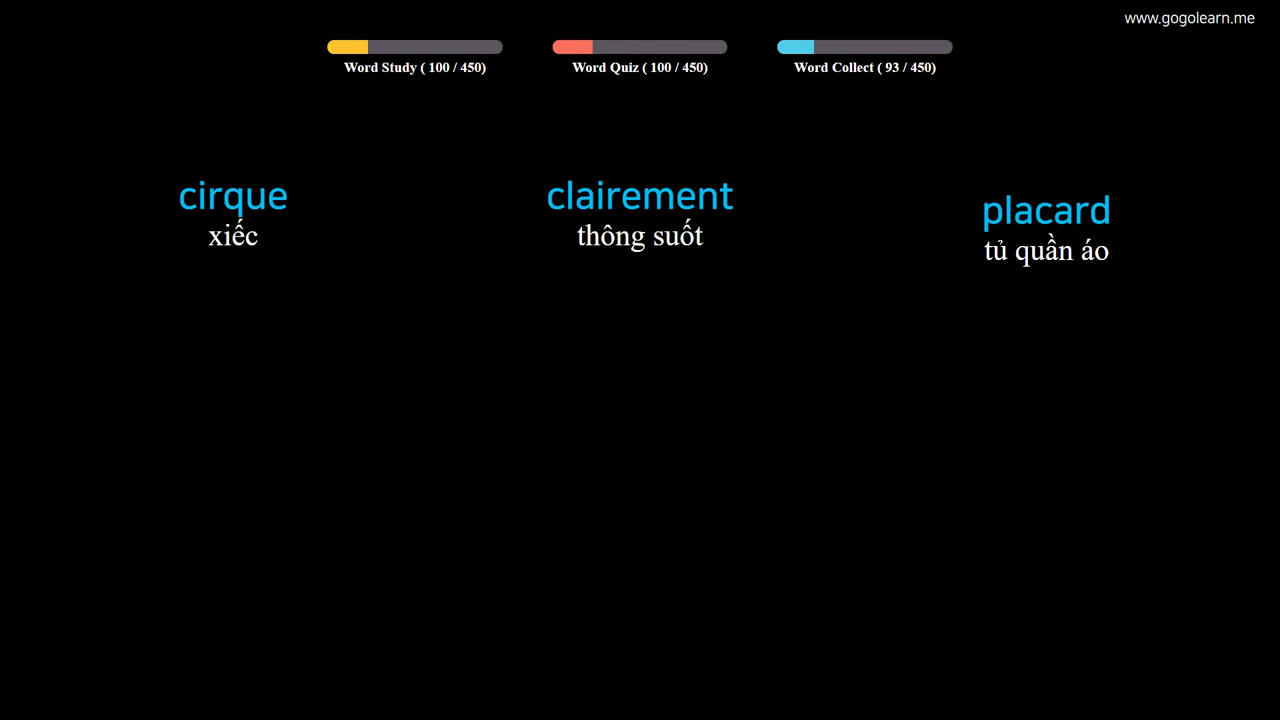 www.gogolearn.me
Word Study ( 100 / 450)
Word Quiz ( 100 / 450)
Word Collect ( 93 / 450)
cirque
xiếc
clairement
thông suốt
placard
tủ quần áo